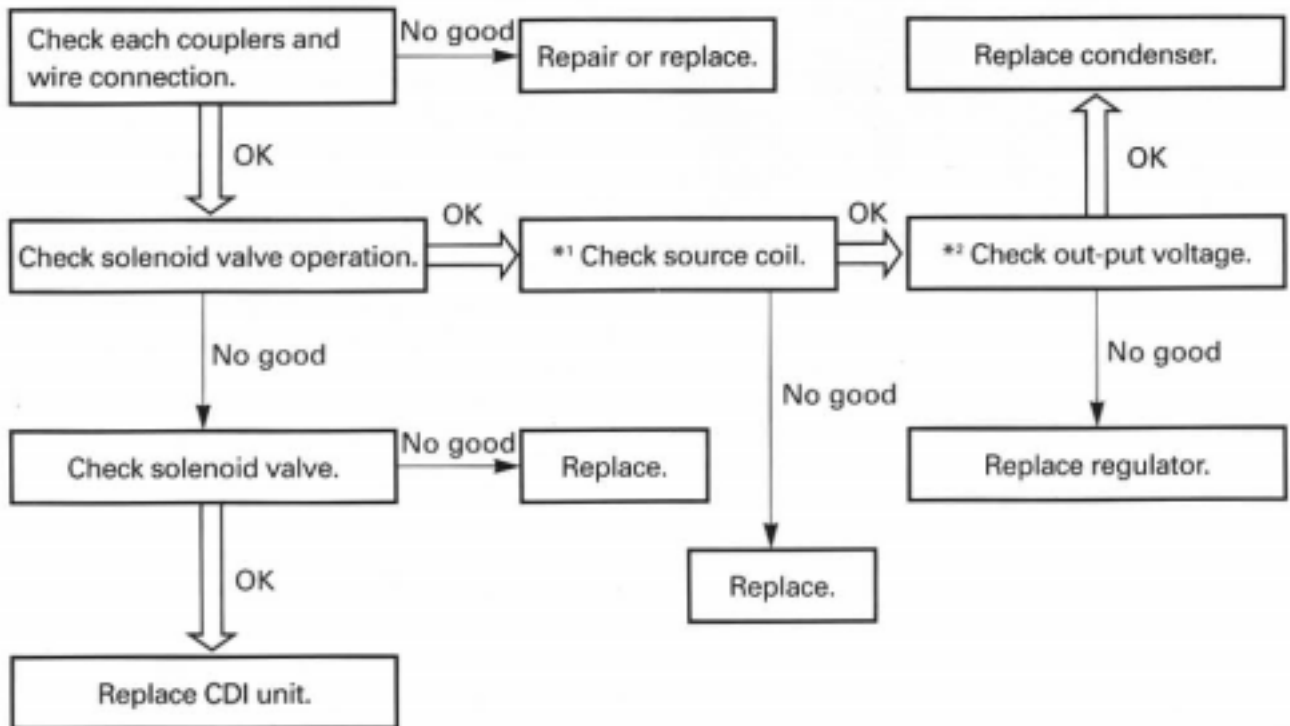 Check each couplers and
wire connection.
No good
Repair or replace.
Replace condenser.
OK
OK
Check solenoid valve operation.
OK
*1 Check source coil.
OK
*2 Check out-put voltage.
No good
No good
No good
Check solenoid valve.
No good
Replace.
Replace regulator.
OK
Replace.
Replace CDI unit.